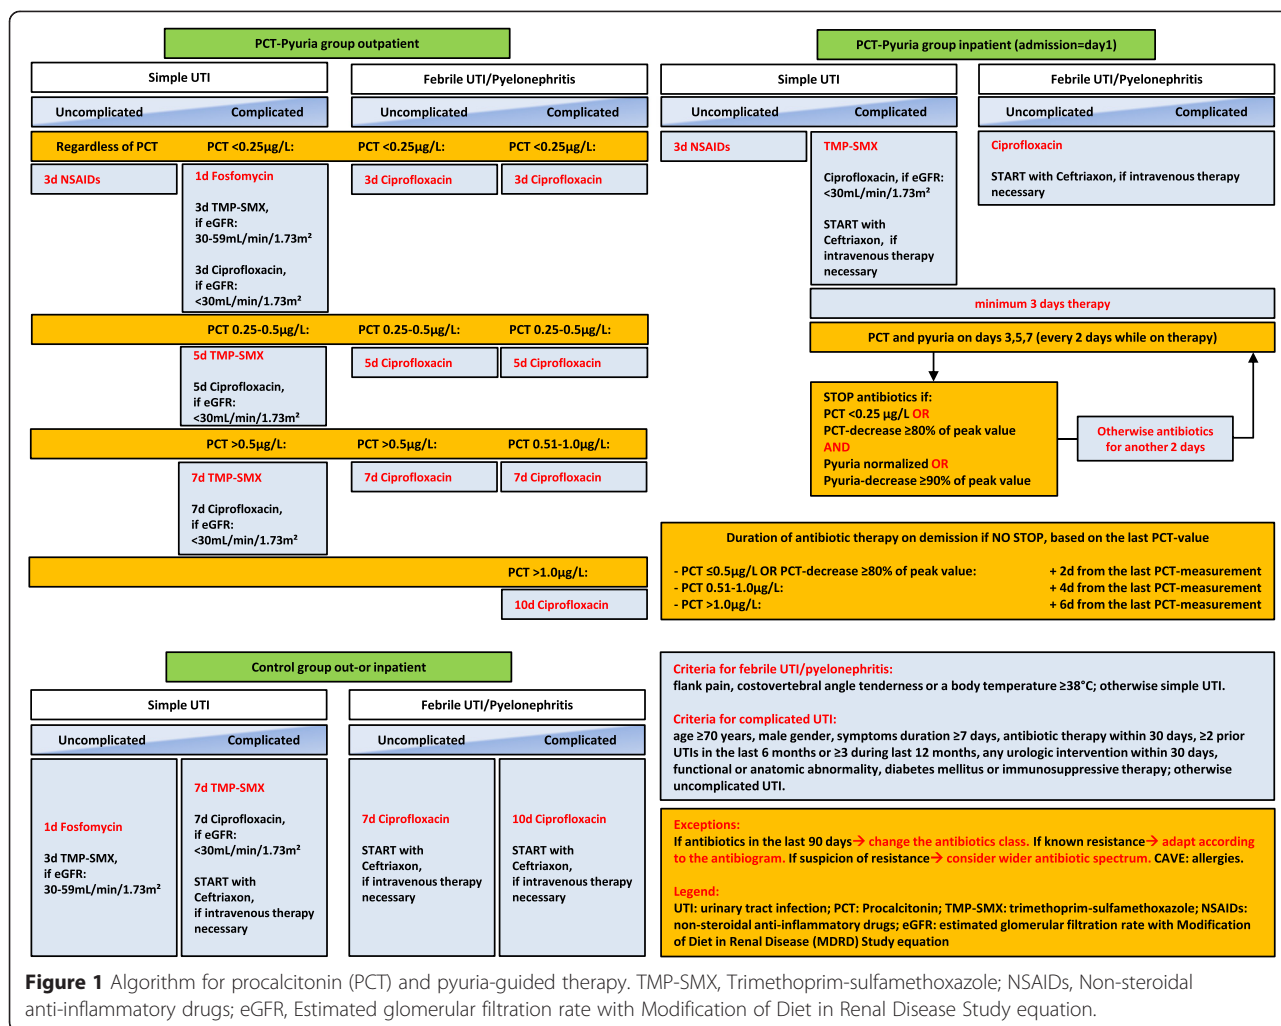 PCT-Pyuria group outpatient
Simple UTI
Febrile UTI/Pyelonephritis
Uncomplicated
Complicated
Uncomplicated
Complicated
Regardless of PCT
PCT <0.25µg/L:
PCT <0.25µg/L:
PCT <0.25µg/L:
3d NSAIDs
1d Fosfomycin
3d TMP-SMX,
if eGFR:
30-59mL/min/1.73m²
3d Ciprofloxacin,
if eGFR:
<30mL/min/1.73m²
3d Ciprofloxacin
3d Ciprofloxacin
PCT 0.25-0.5µg/L:
PCT 0.25-0.5µg/L:
PCT 0.25-0.5µg/L:
5d TMP-SMX
5d Ciprofloxacin,
if eGFR:
<30mL/min/1.73m²
5d Ciprofloxacin
5d Ciprofloxacin
PCT >0.5µg/L:
PCT >0.5µg/L:
PCT 0.51-1.0µg/L:
7d TMP-SMX
7d Ciprofloxacin,
if eGFR:
<30mL/min/1.73m²
7d Ciprofloxacin
7d Ciprofloxacin
PCT >1.0µg/L:
10d Ciprofloxacin
PCT-Pyuria group inpatient (admission=day1)
Simple UTI
Febrile UTI/Pyelonephritis
Uncomplicated
Complicated
Uncomplicated
Complicated
3d NSAIDs
TMP-SMX
Ciprofloxacin, if eGFR:
<30mL/min/1.73m²
START with
Ceftriaxon, if
intravenous therapy
necessary
Ciprofloxacin
START with Ceftriaxon, if intravenous therapy
necessary
minimum 3 days therapy
PCT and pyuria on days 3,5,7 (every 2 days while on therapy)
STOP antibiotics if:
PCT <0.25 µg/L OR
PCT-decrease ≥80% of peak value
AND
Pyuria normalized OR
Pyuria-decrease ≥90% of peak value
Otherwise antibiotics
for another 2 days
Duration of antibiotic therapy on demission if NO STOP, based on the last PCT-value
- PCT ≤0.5µg/L OR PCT-decrease ≥80% of peak value: + 2d from the last PCT-measurement
- PCT 0.51-1.0µg/L: + 4d from the last PCT-measurement
- PCT >1.0µg/L: + 6d from the last PCT-measurement
Control group out-or inpatient
Simple UTI
Febrile UTI/Pyelonephritis
Uncomplicated
Complicated
Uncomplicated
Complicated
1d Fosfomycin
3d TMP-SMX,
if eGFR:
30-59mL/min/1.73m²
7d TMP-SMX
7d Ciprofloxacin,
if eGFR:
<30mL/min/1.73m²
START with
Ceftriaxon,
if intravenous therapy
necessary
7d Ciprofloxacin
START with
Ceftriaxon,
if intravenous therapy
necessary
10d Ciprofloxacin
START with
Ceftriaxon,
if intravenous therapy
necessary
Criteria for febrile UTI/pyelonephritis:
flank pain, costovertebral angle tenderness or a body temperature ≥38°C; otherwise simple UTI.
Criteria for complicated UTI:
age ≥70 years, male gender, symptoms duration ≥7 days, antibiotic therapy within 30 days, ≥2 prior
UTIs in the last 6 months or ≥3 during last 12 months, any urologic intervention within 30 days,
functional or anatomic abnormality, diabetes mellitus or immunosuppressive therapy; otherwise
uncomplicated UTI.
Exceptions:
If antibiotics in the last 90 days→ change the antibiotics class. If known resistance→ adapt according
to the antibiogram. If suspicion of resistance→ consider wider antibiotic spectrum. CAVE: allergies.
Legend:
UTI: urinary tract infection; PCT: Procalcitonin; TMP-SMX: trimethoprim-sulfamethoxazole; NSAIDs:
non-steroidal anti-inflammatory drugs; eGFR: estimated glomerular filtration rate with Modification
of Diet in Renal Disease (MDRD) Study equation
Figure 1 Algorithm for procalcitonin (PCT) and pyuria-guided therapy. TMP-SMX, Trimethoprim-sulfamethoxazole; NSAIDs, Non-steroidal
anti-inflammatory drugs; eGFR, Estimated glomerular filtration rate with Modification of Diet in Renal Disease Study equation.